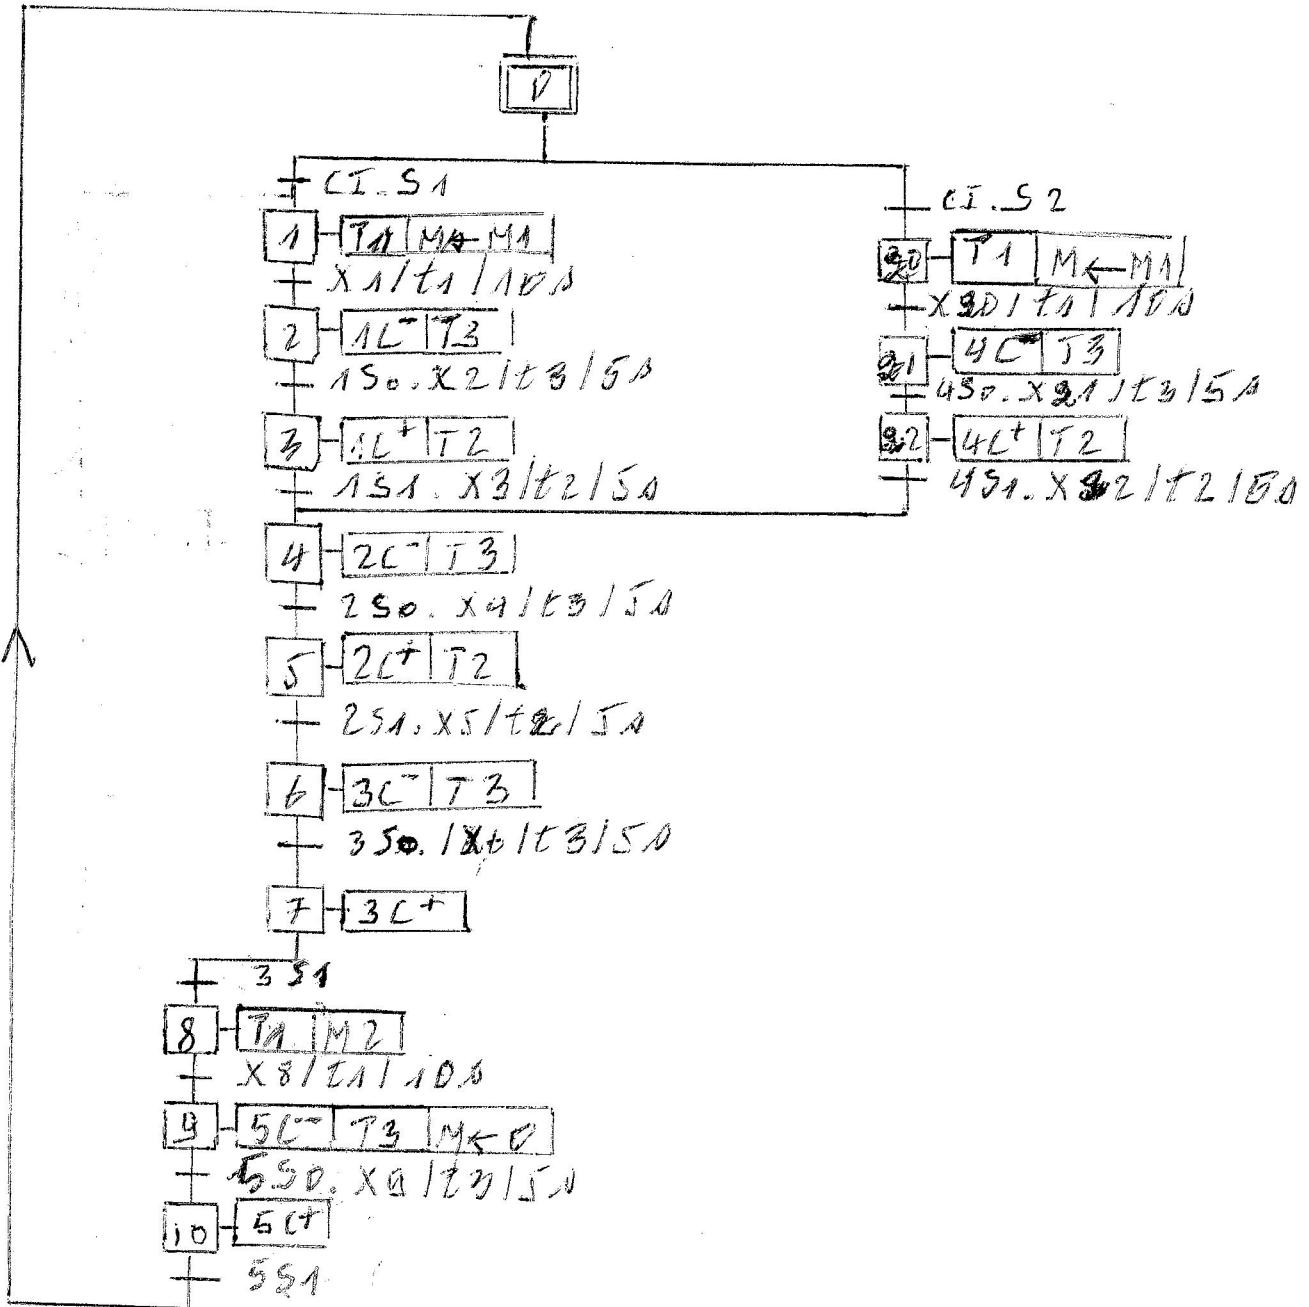 0
CI.S1
CI.S2
1 T1 M←M1
20 T1 M←M1
X1/t1/10s
X20/t1/10s
2 1C- T3
21 4C- T3
1S0.X2/t3/5s
4S0.X21/t3/5s
3 1C+ T2
22 4C+ T2
1S1.X3/t2/5s
4S1.X22/t2/5s
4 2C- T3
2S0.X4/t3/5s
5 2C+ T2
2S1.X5/t2/5s
6 3C- T3
3S0./X6/t3/5s
7 3C+
3S1
8 T1 M2
X8/t1/10s
9 5C- T3 M←0
5S0.X9/t3/5s
10 5C+
5S1